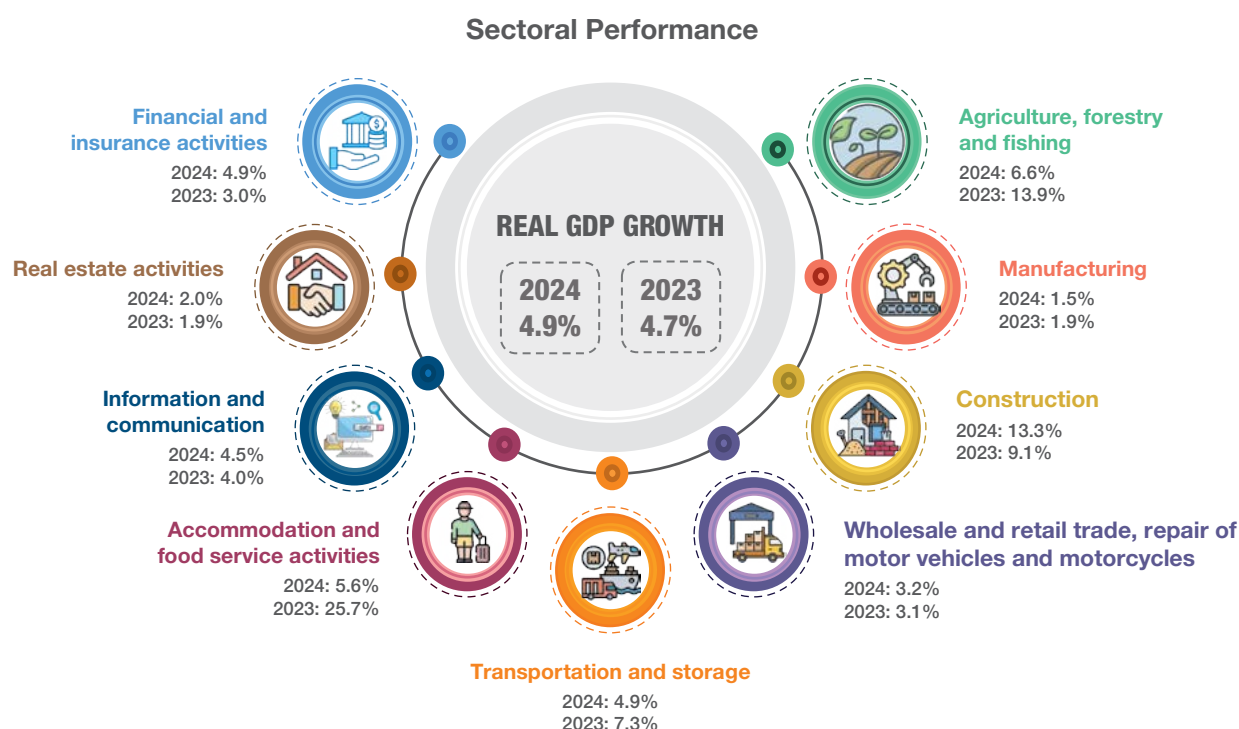 Sectoral Performance
Financial and
insurance activities
2024: 4.9%
2023: 3.0%
Real estate activities
2024: 2.0%
2023: 1.9%
Information and
communication
2024: 4.5%
2023: 4.0%
Accommodation and
food service activities
2024: 5.6%
2023: 25.7%
REAL GDP GROWTH
2024
4.9%
2023
4.7%
Transportation and storage
2024: 4.9%
2023: 7.3%
Agriculture, forestry
and fishing
2024: 6.6%
2023: 13.9%
Manufacturing
2024: 1.5%
2023: 1.9%
Construction
2024: 13.3%
2023: 9.1%
Wholesale and retail trade, repair of
motor vehicles and motorcycles
2024: 3.2%
2023: 3.1%